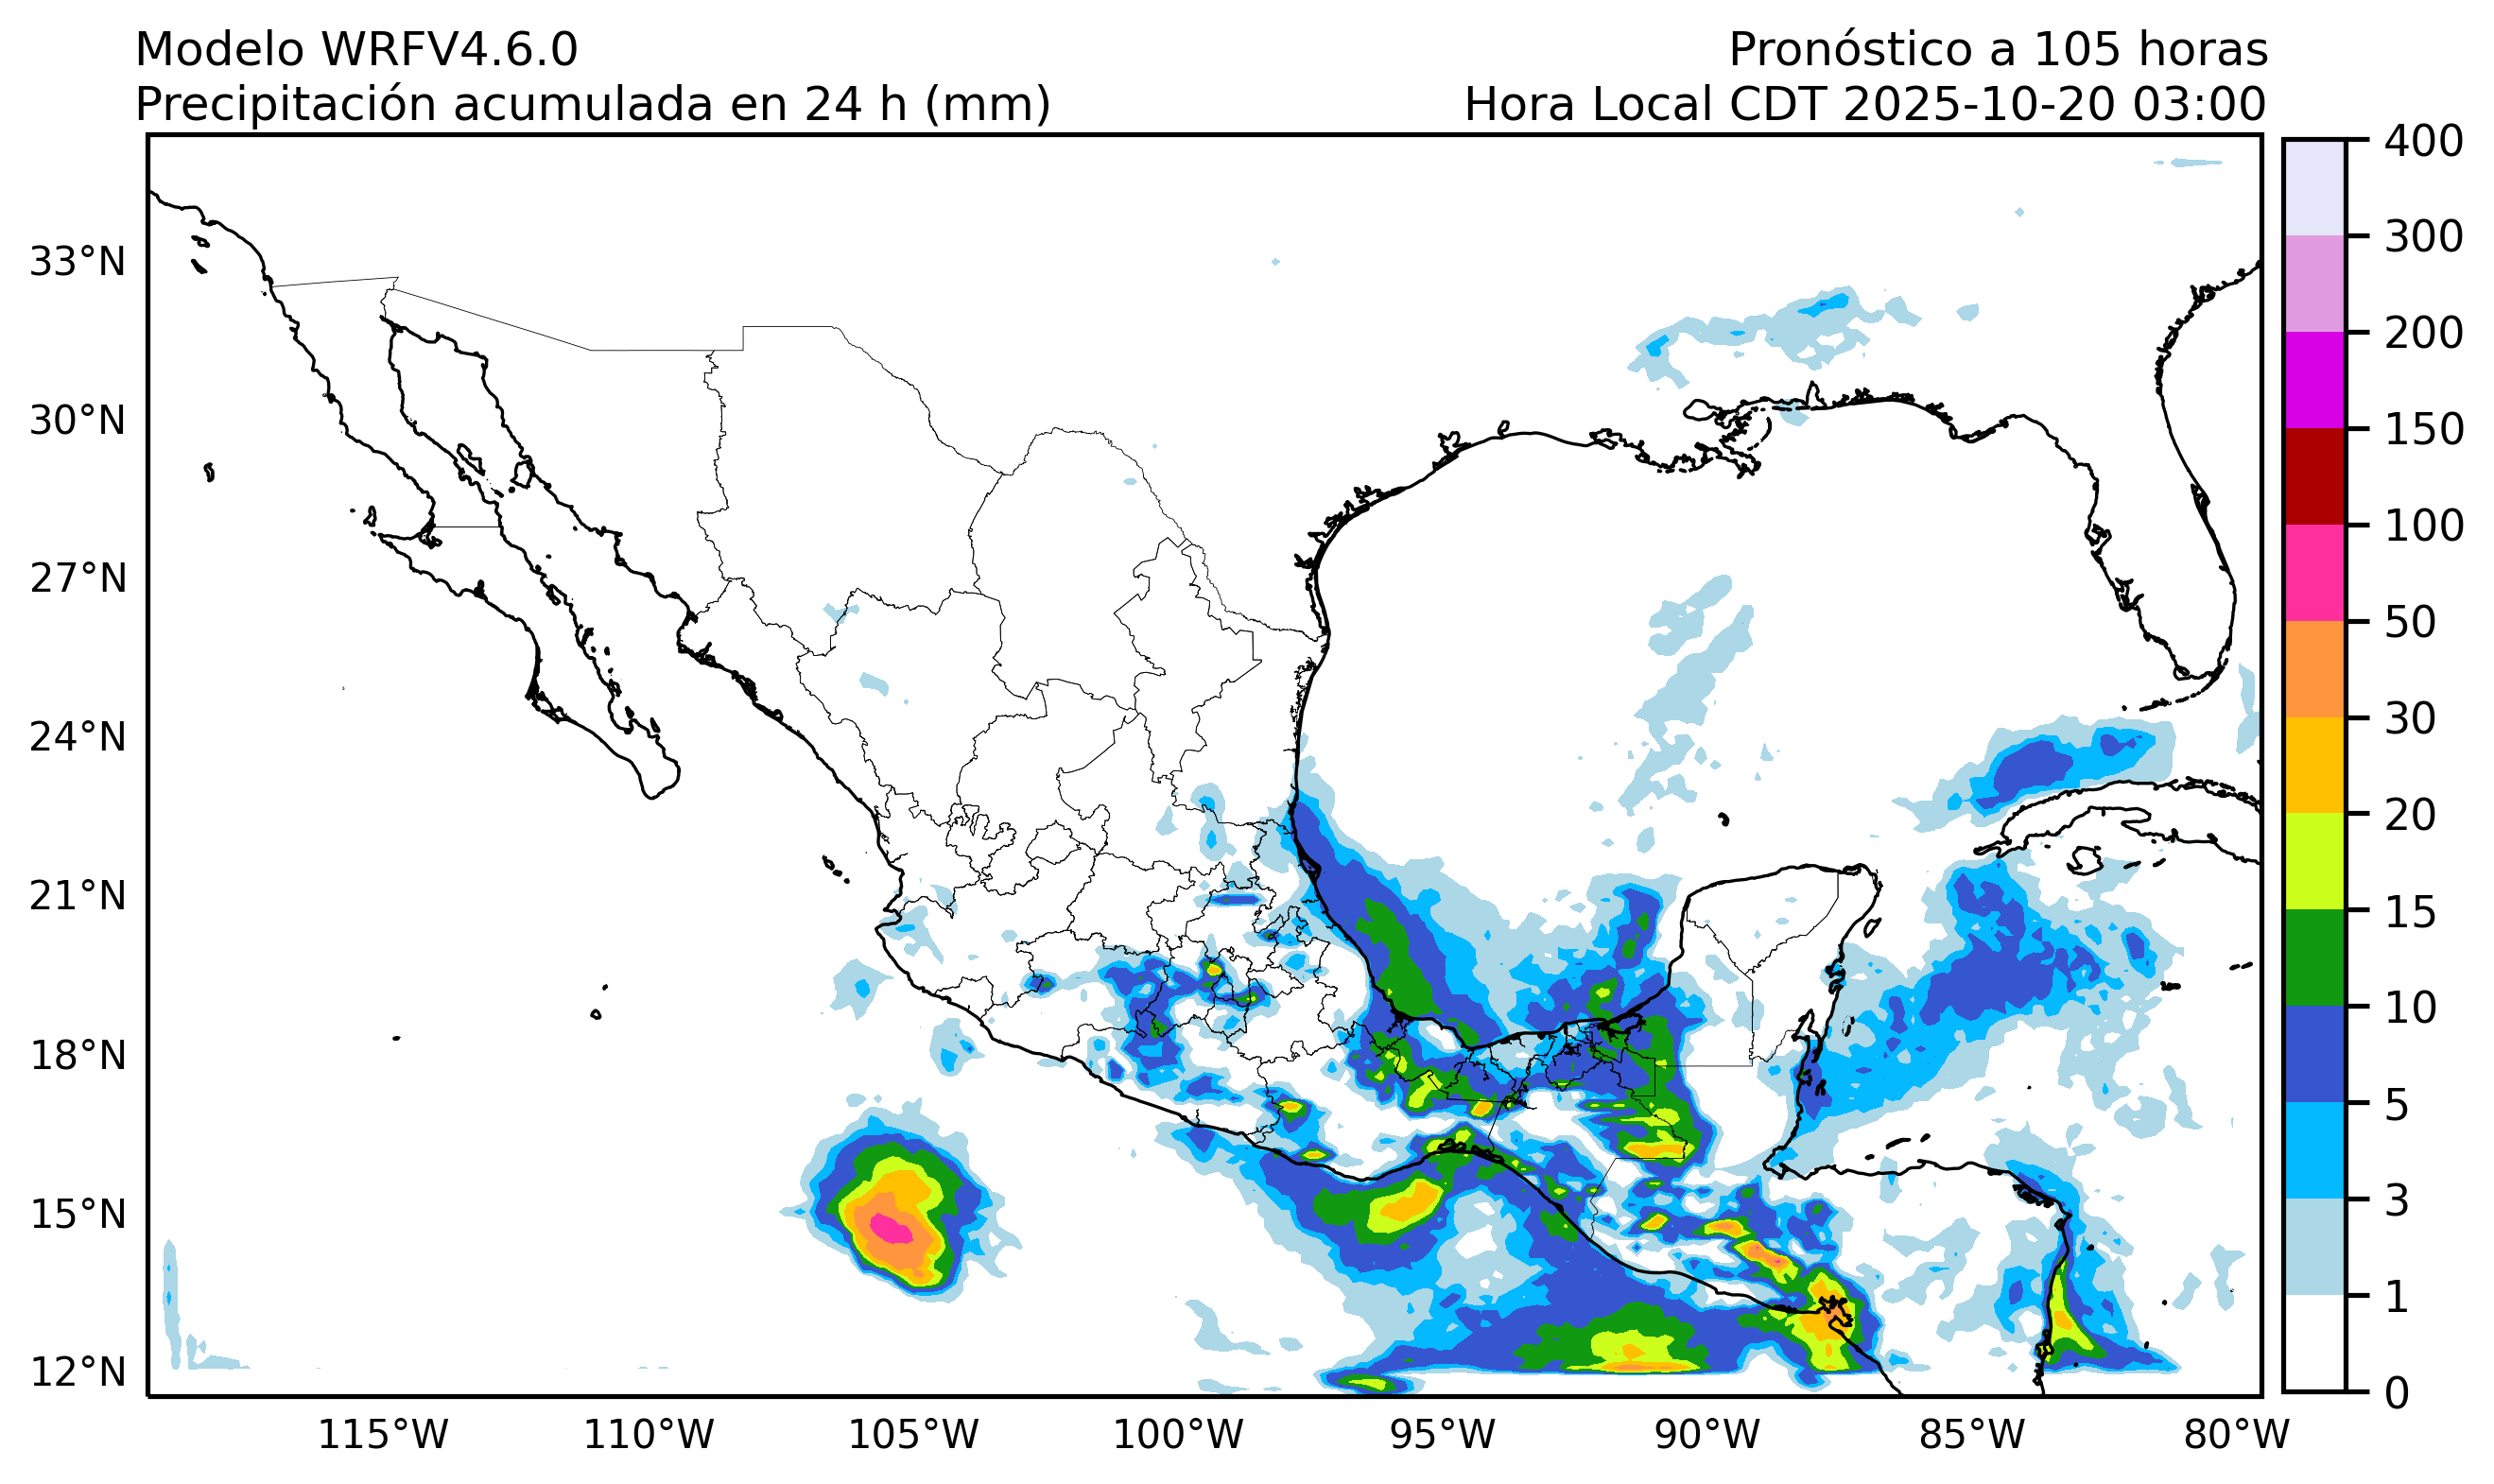 Modelo WRFV4.6.0
Pronóstico a 105 horas
Precipitación acumulada en 24 h (mm)
Hora Local CDT 2025-10-20 03:00
33°N
30°N
27°N
24°N
21°N
18°N
15°N
12°N
115°W
110°W
105°W
100°W
95°W
90°W
85°W
80°W
400
300
200
150
100
50
30
20
15
10
5
3
1
0